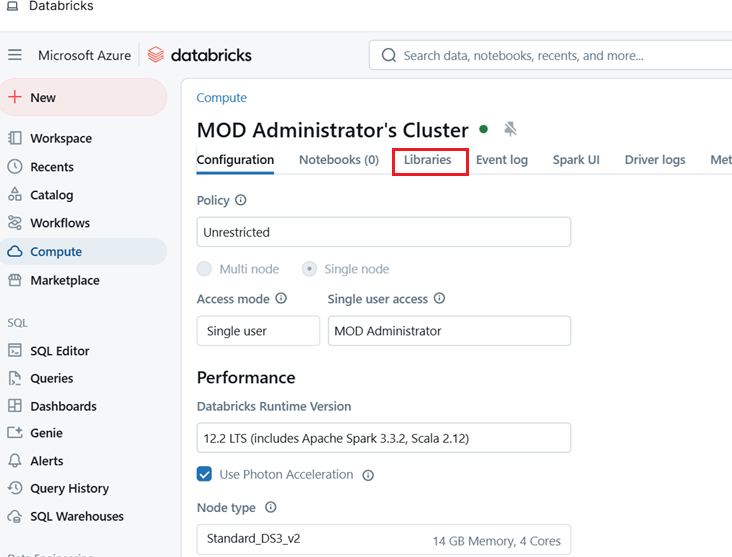 Databricks
Microsoft Azure databricks Search data, notebooks, recents, and more...
New
Workspace
Recents
Catalog
Workflows
Compute
Marketplace
SQL
SQL Editor
Queries
Dashboards
Genie
Alerts
Query History
SQL Warehouses
Data Engineering
Compute
MOD Administrator's Cluster
Configuration Notebooks (0) Libraries Event log Spark UI Driver logs Met
Policy
Unrestricted
Multi node Single node
Access mode Single user access
Single user MOD Administrator
Performance
Databricks Runtime Version
12.2 LTS (includes Apache Spark 3.3.2, Scala 2.12)
Use Photon Acceleration
Node type
Standard_DS3_v2 14 GB Memory, 4 Cores